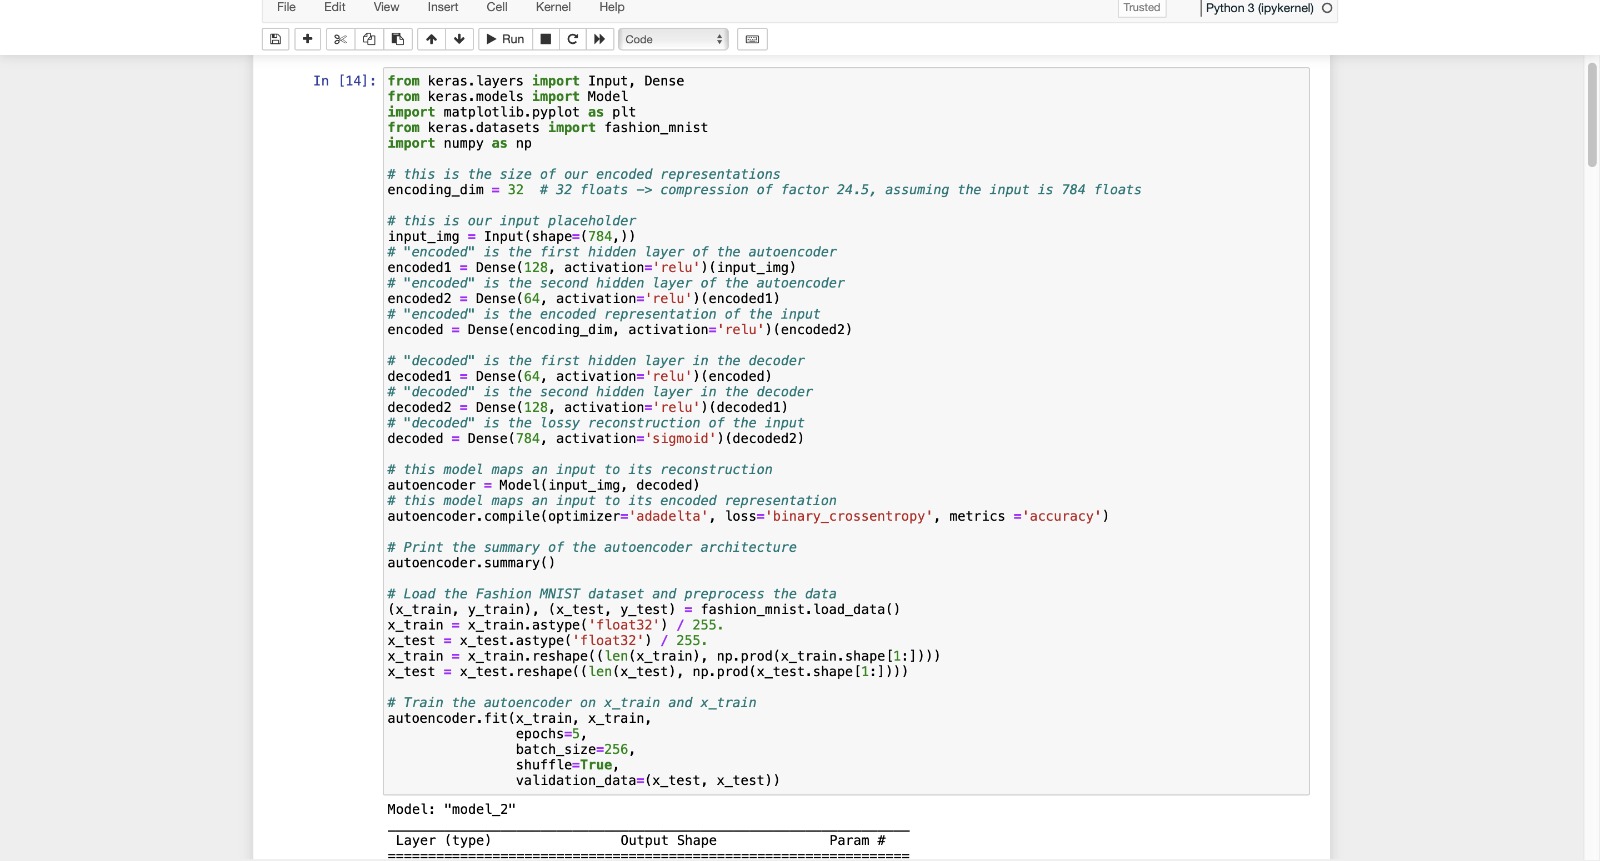 File Edit View Insert Cell Kernel Help Trusted Python 3 (ipykernel)
Run Code
In [14]:
from keras.layers import Input, Dense
from keras.models import Model
import matplotlib.pyplot as plt
from keras.datasets import fashion_mnist
import numpy as np

# this is the size of our encoded representations
encoding_dim = 32  # 32 floats -> compression of factor 24.5, assuming the input is 784 floats

# this is our input placeholder
input_img = Input(shape=(784,))
# "encoded" is the first hidden layer of the autoencoder
encoded1 = Dense(128, activation='relu')(input_img)
# "encoded" is the second hidden layer of the autoencoder
encoded2 = Dense(64, activation='relu')(encoded1)
# "encoded" is the encoded representation of the input
encoded = Dense(encoding_dim, activation='relu')(encoded2)

# "decoded" is the first hidden layer in the decoder
decoded1 = Dense(64, activation='relu')(encoded)
# "decoded" is the second hidden layer in the decoder
decoded2 = Dense(128, activation='relu')(decoded1)
# "decoded" is the lossy reconstruction of the input
decoded = Dense(784, activation='sigmoid')(decoded2)

# this model maps an input to its reconstruction
autoencoder = Model(input_img, decoded)
# this model maps an input to its encoded representation
autoencoder.compile(optimizer='adadelta', loss='binary_crossentropy', metrics ='accuracy')

# Print the summary of the autoencoder architecture
autoencoder.summary()

# Load the Fashion MNIST dataset and preprocess the data
(x_train, y_train), (x_test, y_test) = fashion_mnist.load_data()
x_train = x_train.astype('float32') / 255.
x_test = x_test.astype('float32') / 255.
x_train = x_train.reshape((len(x_train), np.prod(x_train.shape[1:])))
x_test = x_test.reshape((len(x_test), np.prod(x_test.shape[1:])))

# Train the autoencoder on x_train and x_train
autoencoder.fit(x_train, x_train,
                epochs=5,
                batch_size=256,
                shuffle=True,
                validation_data=(x_test, x_test))
Model: "model_2"
Layer (type) Output Shape Param #